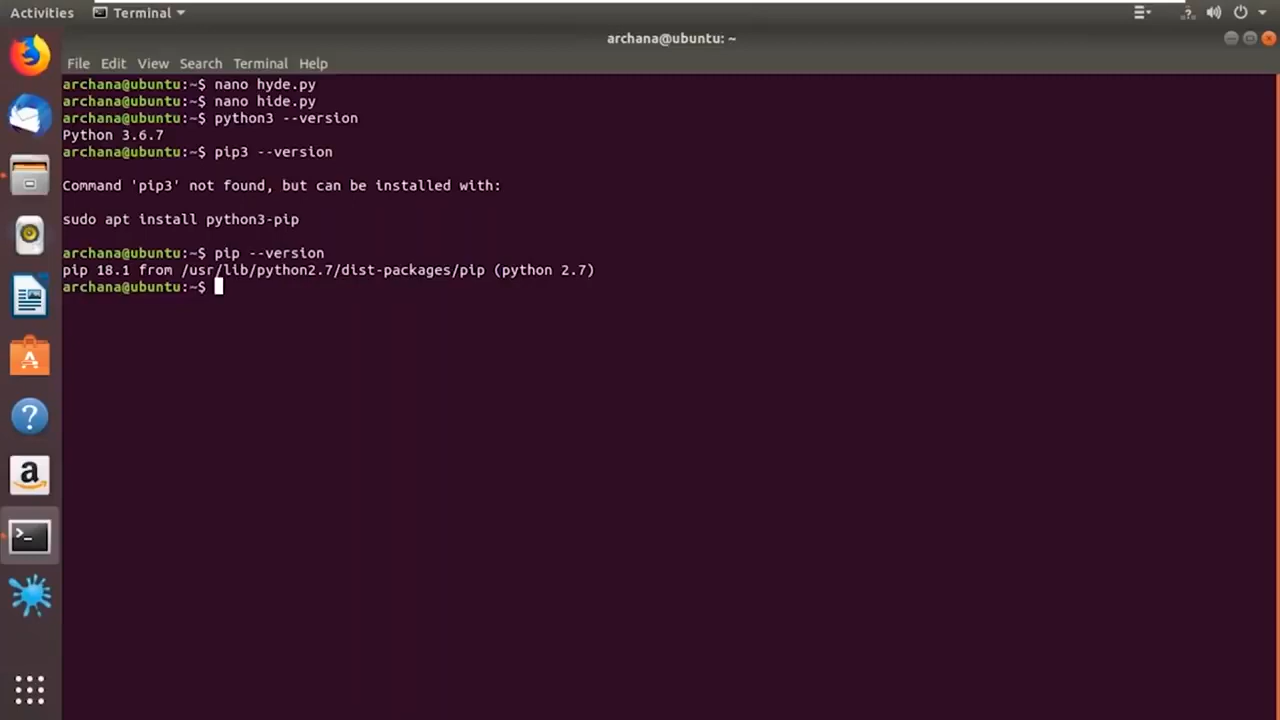 Activities Terminal
archana@ubuntu: ~
File Edit View Search Terminal Help
archana@ubuntu:~$ nano hyde.py
archana@ubuntu:~$ nano hide.py
archana@ubuntu:~$ python3 --version
Python 3.6.7
archana@ubuntu:~$ pip3 --version
Command 'pip3' not found, but can be installed with:
sudo apt install python3-pip
archana@ubuntu:~$ pip --version
pip 18.1 from /usr/lib/python2.7/dist-packages/pip (python 2.7)
archana@ubuntu:~$